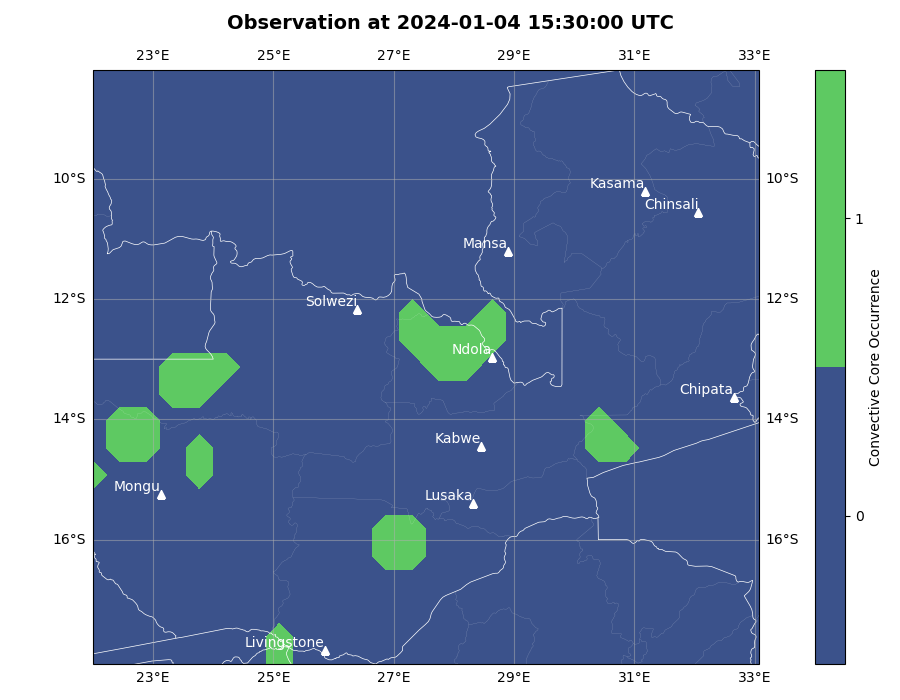 Observation at 2024-01-04 15:30:00 UTC
23°E 25°E 27°E 29°E 31°E 33°E
10°S 10°S
Kasama
Chinsali
Mansa
12°S 12°S
Solwezi
Ndola
Chipata
14°S 14°S
Kabwe
Mongu
Lusaka
16°S 16°S
Livingstone
23°E 25°E 27°E 29°E 31°E 33°E
1
0
Convective Core Occurrence